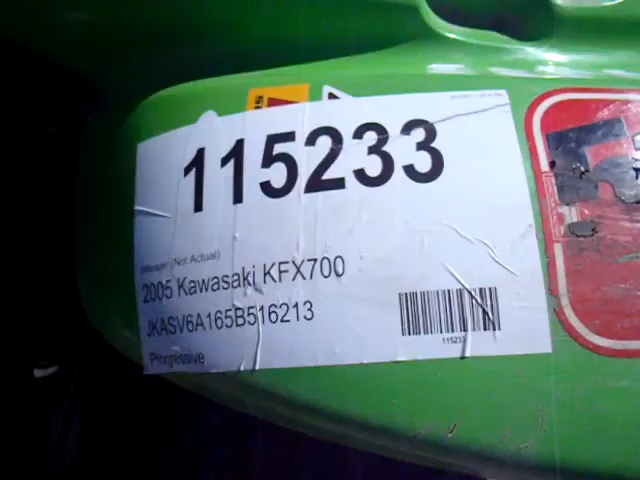 115233
Mileage: (Not Actual)
2005 Kawasaki KFX700
JKASV6A165B516213
Progressive
115233